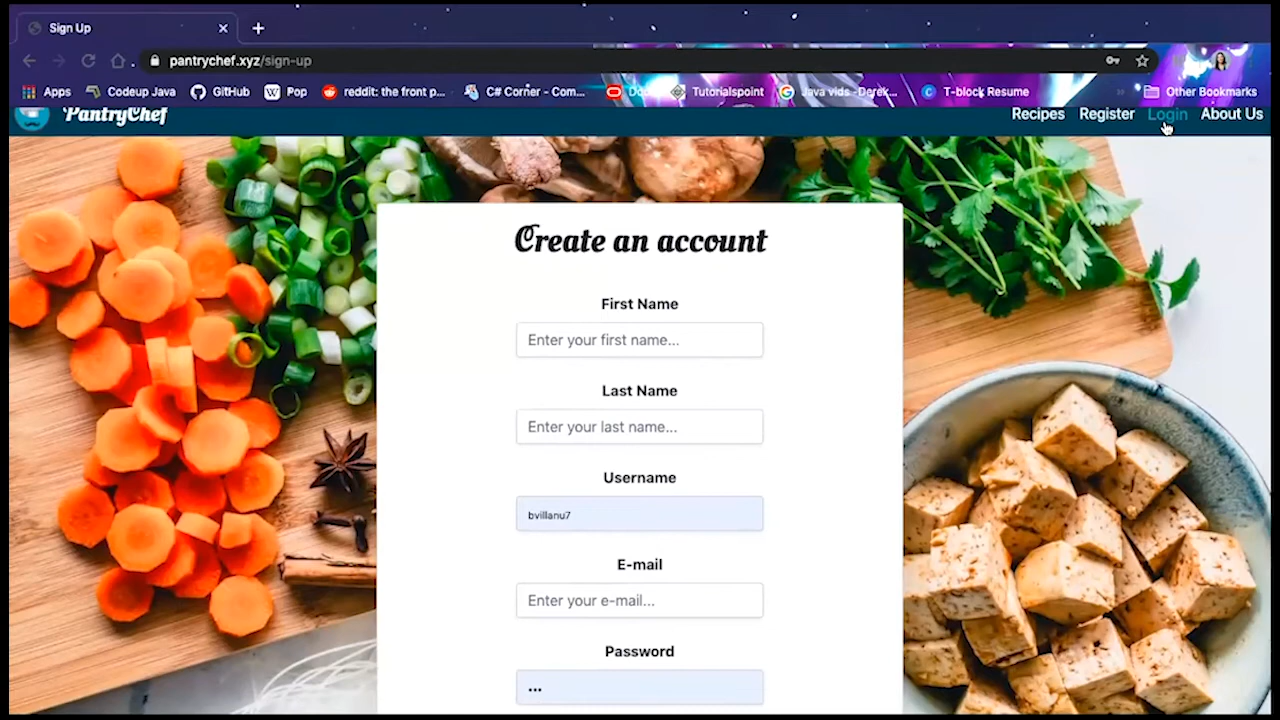 Sign Up
pantrychef.xyz/sign-up
Apps Codeup Java GitHub Pop reddit: the front p... C# Corner - Com... Tutorialspoint Java vids -Derek... T-block Resume Other Bookmarks
PantryChef Recipes Register Login About Us
Create an account
First Name
Enter your first name...
Last Name
Enter your last name...
Username
bvillanu7
E-mail
Enter your e-mail...
Password